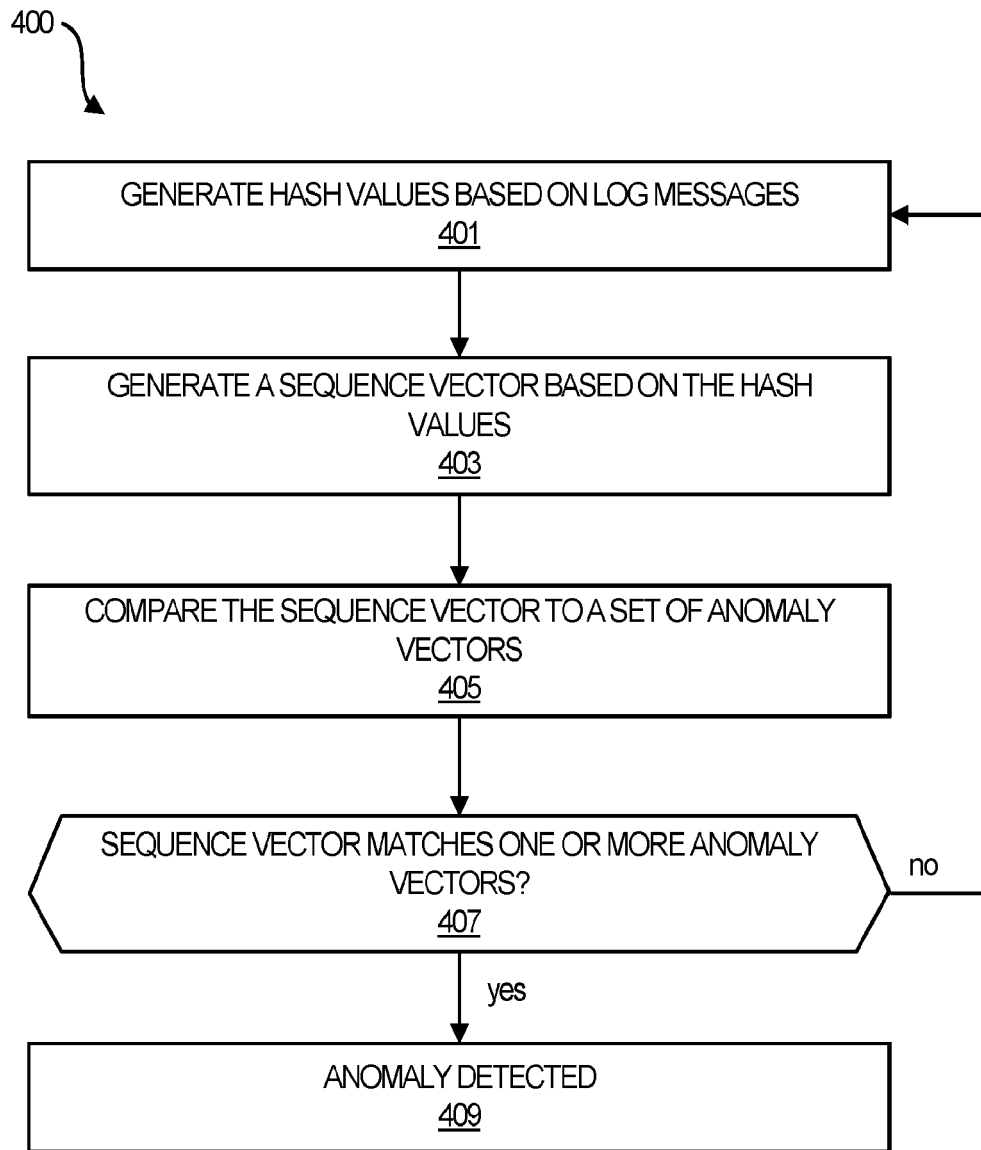 400
GENERATE HASH VALUES BASED ON LOG MESSAGES
401
GENERATE A SEQUENCE VECTOR BASED ON THE HASH
VALUES
403
COMPARE THE SEQUENCE VECTOR TO A SET OF ANOMALY
VECTORS
405
SEQUENCE VECTOR MATCHES ONE OR MORE ANOMALY
VECTORS?
407
no
yes
ANOMALY DETECTED
409